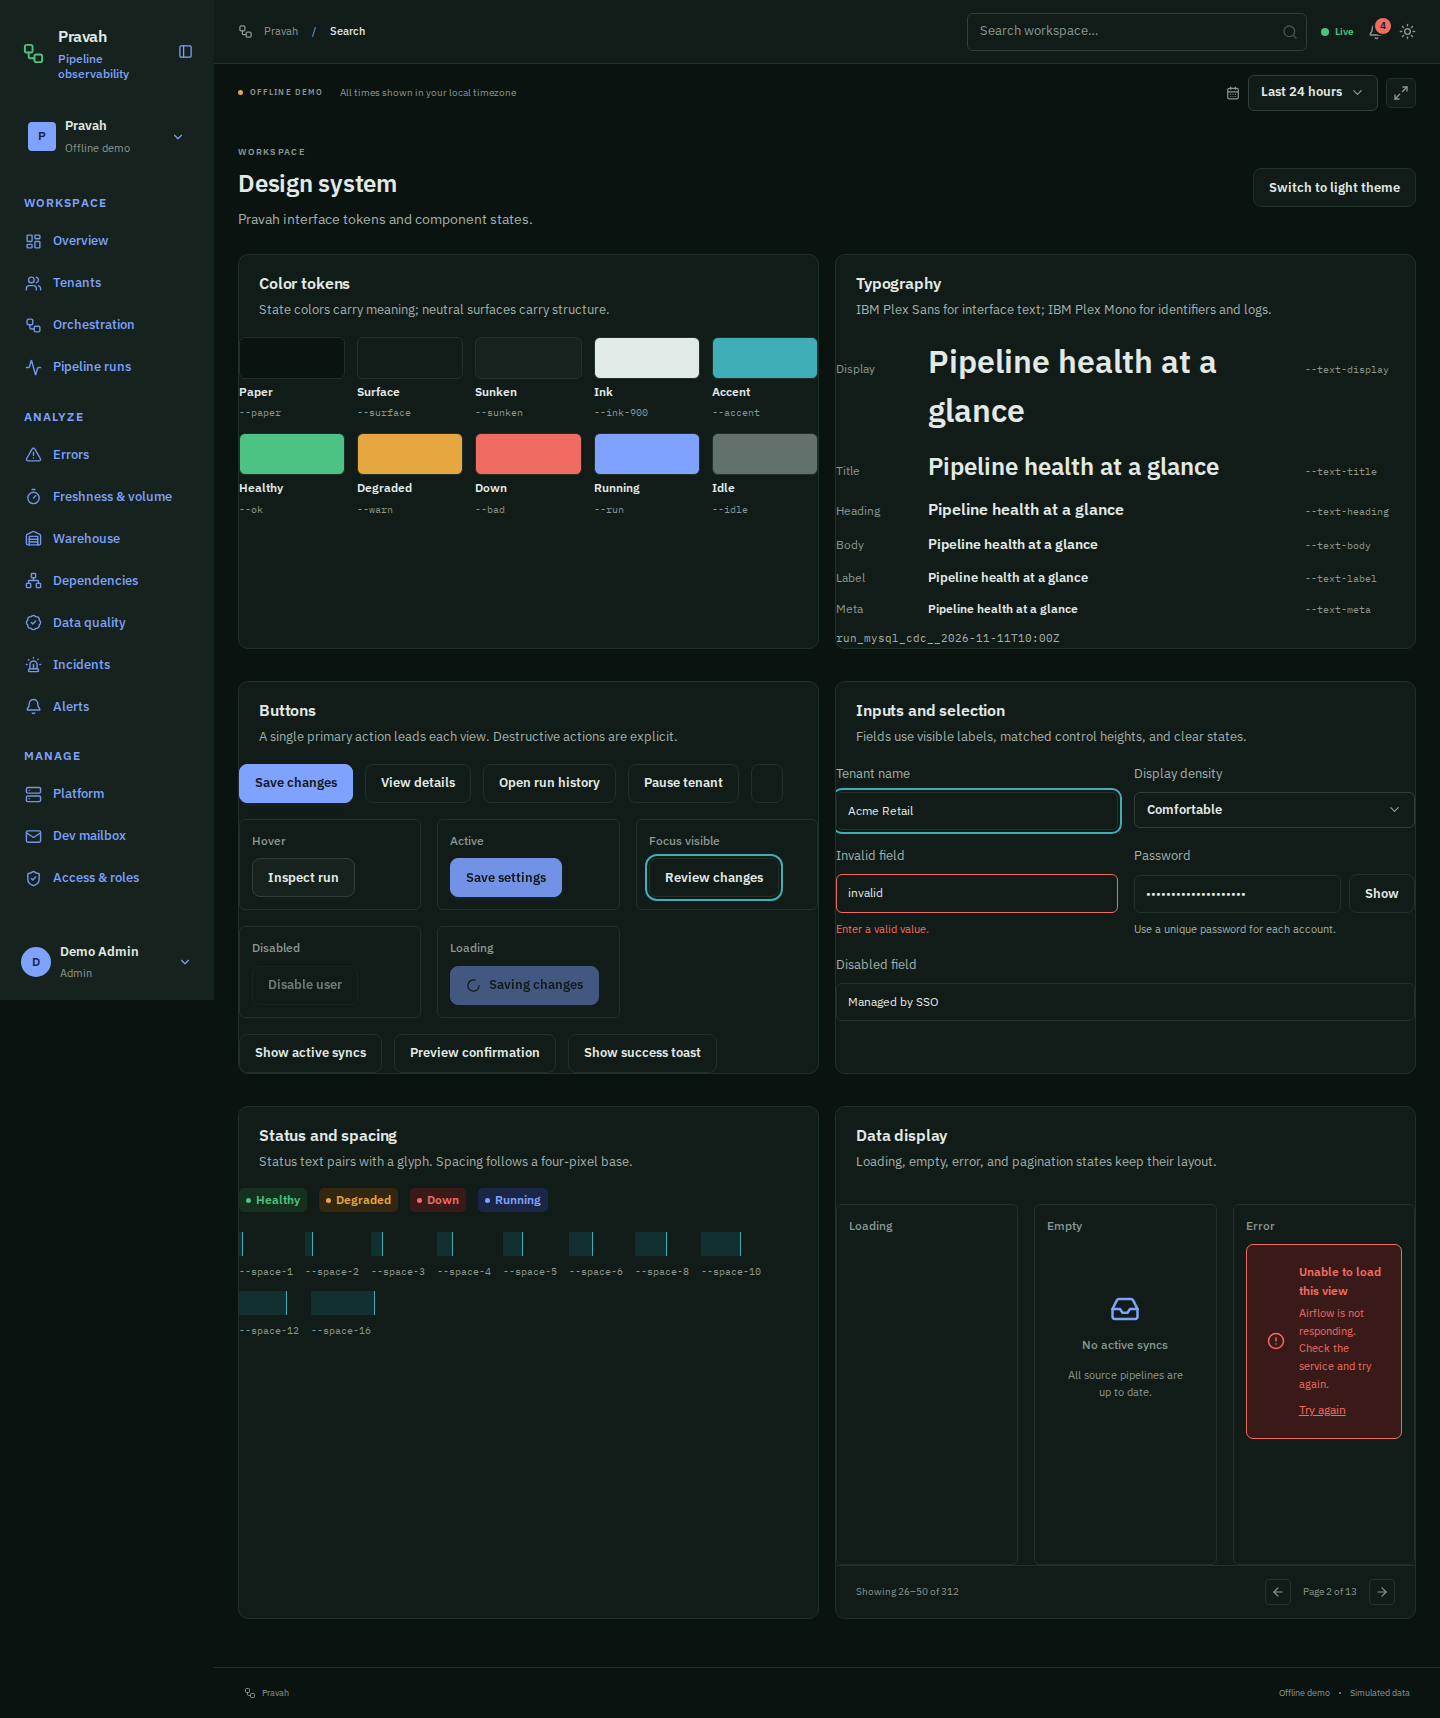 Pravah
Pipeline
observability
P
Pravah
Offline demo
WORKSPACE
Overview
Tenants
Orchestration
Pipeline runs
ANALYZE
Errors
Freshness & volume
Warehouse
Dependencies
Data quality
Incidents
Alerts
MANAGE
Platform
Dev mailbox
Access & roles
D
Demo Admin
Admin
Pravah / Search
Search workspace...
Live
4
OFFLINE DEMO All times shown in your local timezone
Last 24 hours
WORKSPACE
Design system
Pravah interface tokens and component states.
Switch to light theme
Color tokens
State colors carry meaning; neutral surfaces carry structure.
Paper Surface Sunken Ink Accent
--paper --surface --sunken --ink-900 --accent
Healthy Degraded Down Running Idle
--ok --warn --bad --run --idle
Typography
IBM Plex Sans for interface text; IBM Plex Mono for identifiers and logs.
Display Pipeline health at a --text-display
glance
Title Pipeline health at a glance --text-title
Heading Pipeline health at a glance --text-heading
Body Pipeline health at a glance --text-body
Label Pipeline health at a glance --text-label
Meta Pipeline health at a glance --text-meta
run_mysql_cdc__2026-11-11T10:00Z
Buttons
A single primary action leads each view. Destructive actions are explicit.
Save changes View details Open run history Pause tenant
Hover Active Focus visible
Inspect run Save settings Review changes
Disabled Loading
Disable user Saving changes
Show active syncs Preview confirmation Show success toast
Inputs and selection
Fields use visible labels, matched control heights, and clear states.
Tenant name Display density
Acme Retail Comfortable
Invalid field Password
invalid •••••••••••••••••••• Show
Enter a valid value. Use a unique password for each account.
Disabled field
Managed by SSO
Status and spacing
Status text pairs with a glyph. Spacing follows a four-pixel base.
Healthy Degraded Down Running
--space-1 --space-2 --space-3 --space-4 --space-5 --space-6 --space-8 --space-10
--space-12 --space-16
Data display
Loading, empty, error, and pagination states keep their layout.
Loading
Empty
No active syncs
All source pipelines are
up to date.
Error
Unable to load
this view
Airflow is not
responding.
Check the
service and try
again.
Try again
Showing 26–50 of 312 Page 2 of 13
Pravah
Offline demo • Simulated data